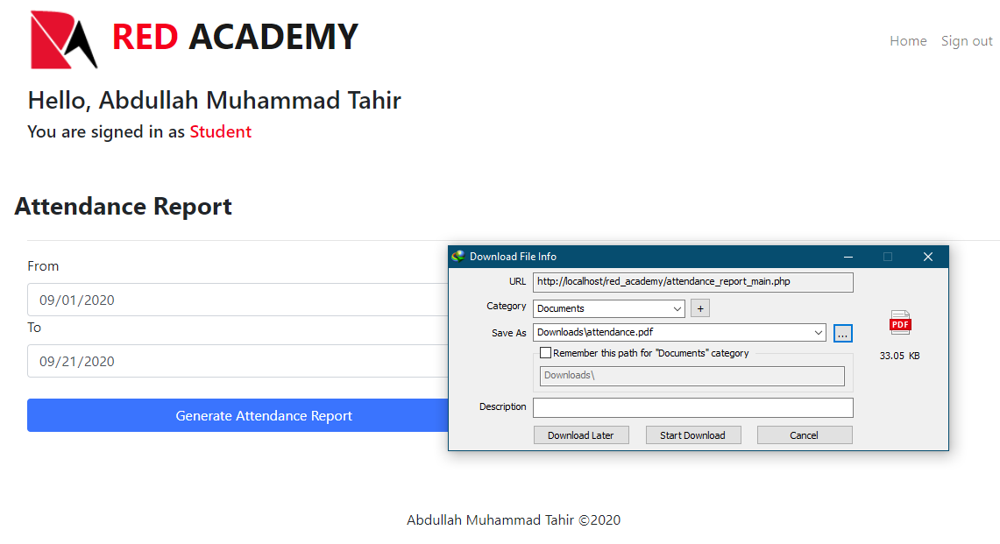 RED ACADEMY
Home Sign out
Hello, Abdullah Muhammad Tahir
You are signed in as Student
Attendance Report
From
09/01/2020
To
09/21/2020
Generate Attendance Report
Download File Info
URL http://localhost/red_academy/attendance_report_main.php
Category Documents +
Save As Downloads\attendance.pdf ...
Remember this path for "Documents" category
Downloads\
Description
Download Later Start Download Cancel
PDF
33.05 KB
Abdullah Muhammad Tahir ©2020